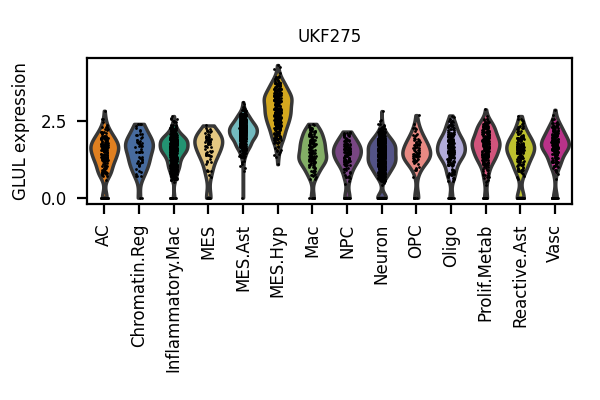 UKF275
GLUL expression
2.5
0.0
AC
Chromatin.Reg
Inflammatory.Mac
MES
MES.Ast
MES.Hyp
Mac
NPC
Neuron
OPC
Oligo
Prolif.Metab
Reactive.Ast
Vasc